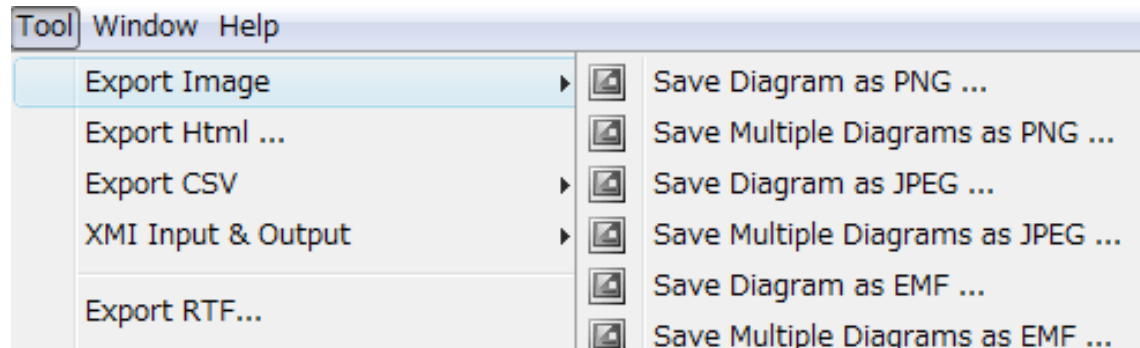 Tool Window Help
Export Image
Export Html ...
Export CSV
XMI Input & Output
Export RTF...
Save Diagram as PNG ...
Save Multiple Diagrams as PNG ...
Save Diagram as JPEG ...
Save Multiple Diagrams as JPEG ...
Save Diagram as EMF ...
Save Multiple Diagrams as EMF ...